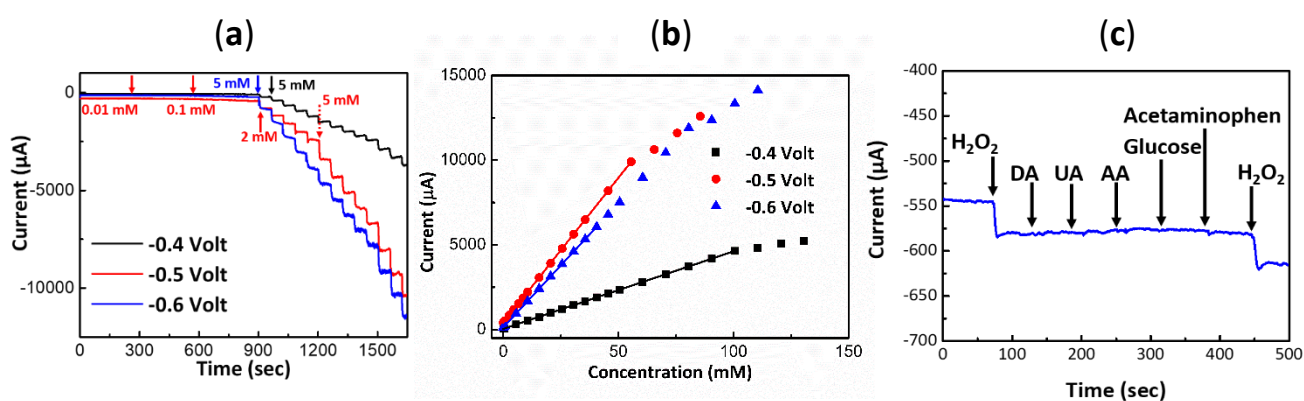 (a)
0
-5000
-10000
Current (µA)
0.01 mM
0.1 mM
5 mM
5 mM
2 mM
5 mM
-0.4 Volt
-0.5 Volt
-0.6 Volt
0 300 600 900 1200 1500
Time (sec)
(b)
15000
10000
5000
0
Current (µA)
-0.4 Volt
-0.5 Volt
-0.6 Volt
0 50 100 150
Concentration (mM)
(c)
-400
-450
-500
-550
-600
-650
-700
Current (µA)
H₂O₂
DA
UA
AA
Glucose
Acetaminophen
H₂O₂
0 100 200 300 400 500
Time (sec)